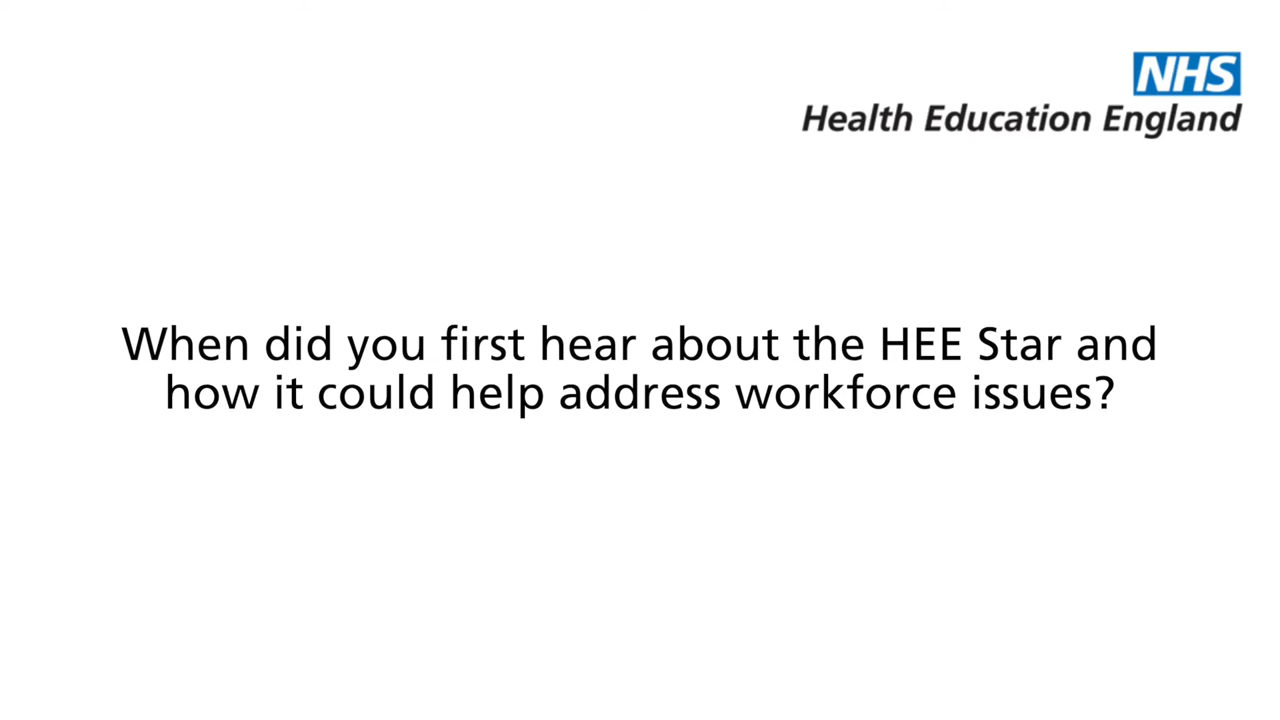 NHS
Health Education England
When did you first hear about the HEE Star and
how it could help address workforce issues?